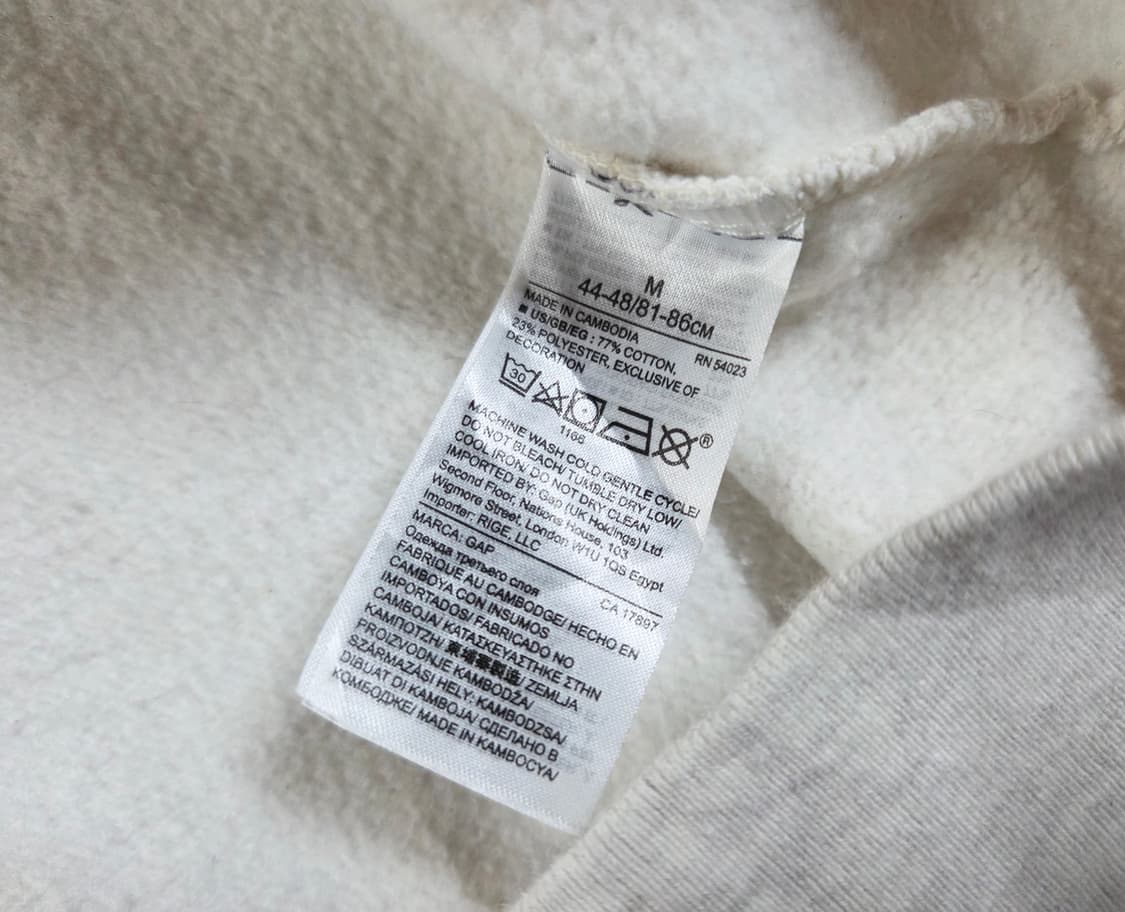 M
44-48/81-86CM
MADE IN CAMBODIA
RN 54023
■ US/GB/EG : 77% COTTON,
23% POLYESTER, EXCLUSIVE OF
DECORATION
30
®
1166
MACHINE WASH COLD GENTLE CYCLE/
DO NOT BLEACH/ TUMBLE DRY LOW/
COOL IRON/ DO NOT DRY CLEAN
IMPORTED BY: Gap (UK Holdings) Ltd.
Second Floor, Nations House, 103
Wigmore Street, London W1U 1QS Egypt
Importer: RIGE, LLC
MARCA: GAP
CA 17897
Одежда третьего слоя
FABRIQUE AU CAMBODGE/ HECHO EN
CAMBOYA CON INSUMOS
IMPORTADOS/ FABRICADO NO
CAMBOJA/ ΚΑΤΑΣΚΕΥΑΣΤΗΚΕ ΣΤΗΝ
ΚΑΜΠΟΤΖΗ/ 柬埔寨製造/ ZEMLJA
PROIZVODNJE KAMBODŽA/
SZÁRMAZÁSI HELY: KAMBODZSA/
DIBUAT DI KAMBOJA/ СДЕЛАНО В
КОМБОДЖЕ/ MADE IN KAMBOCYA/